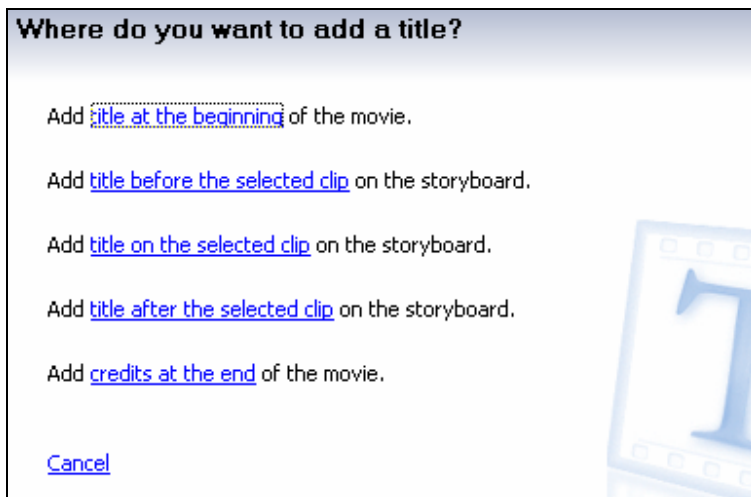 Where do you want to add a title?
Add title at the beginning of the movie.
Add title before the selected clip on the storyboard.
Add title on the selected clip on the storyboard.
Add title after the selected clip on the storyboard.
Add credits at the end of the movie.
Cancel
T